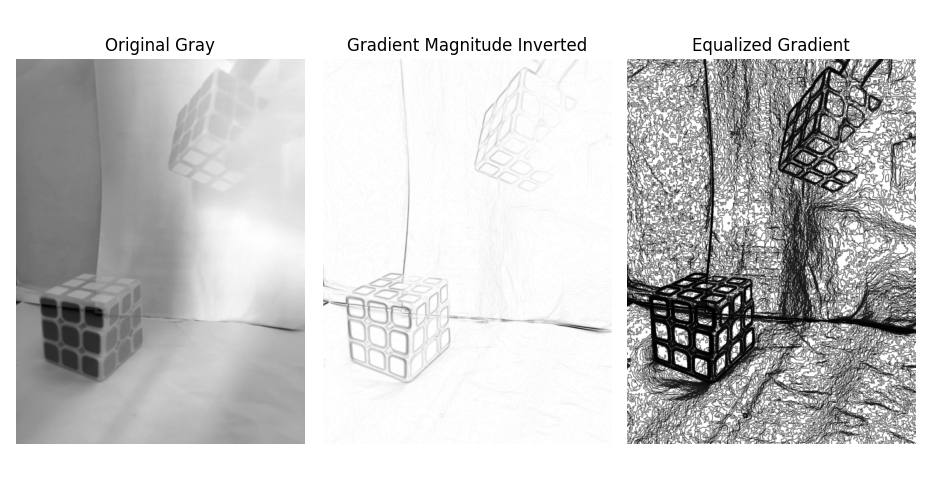 Original Gray
Gradient Magnitude Inverted
Equalized Gradient